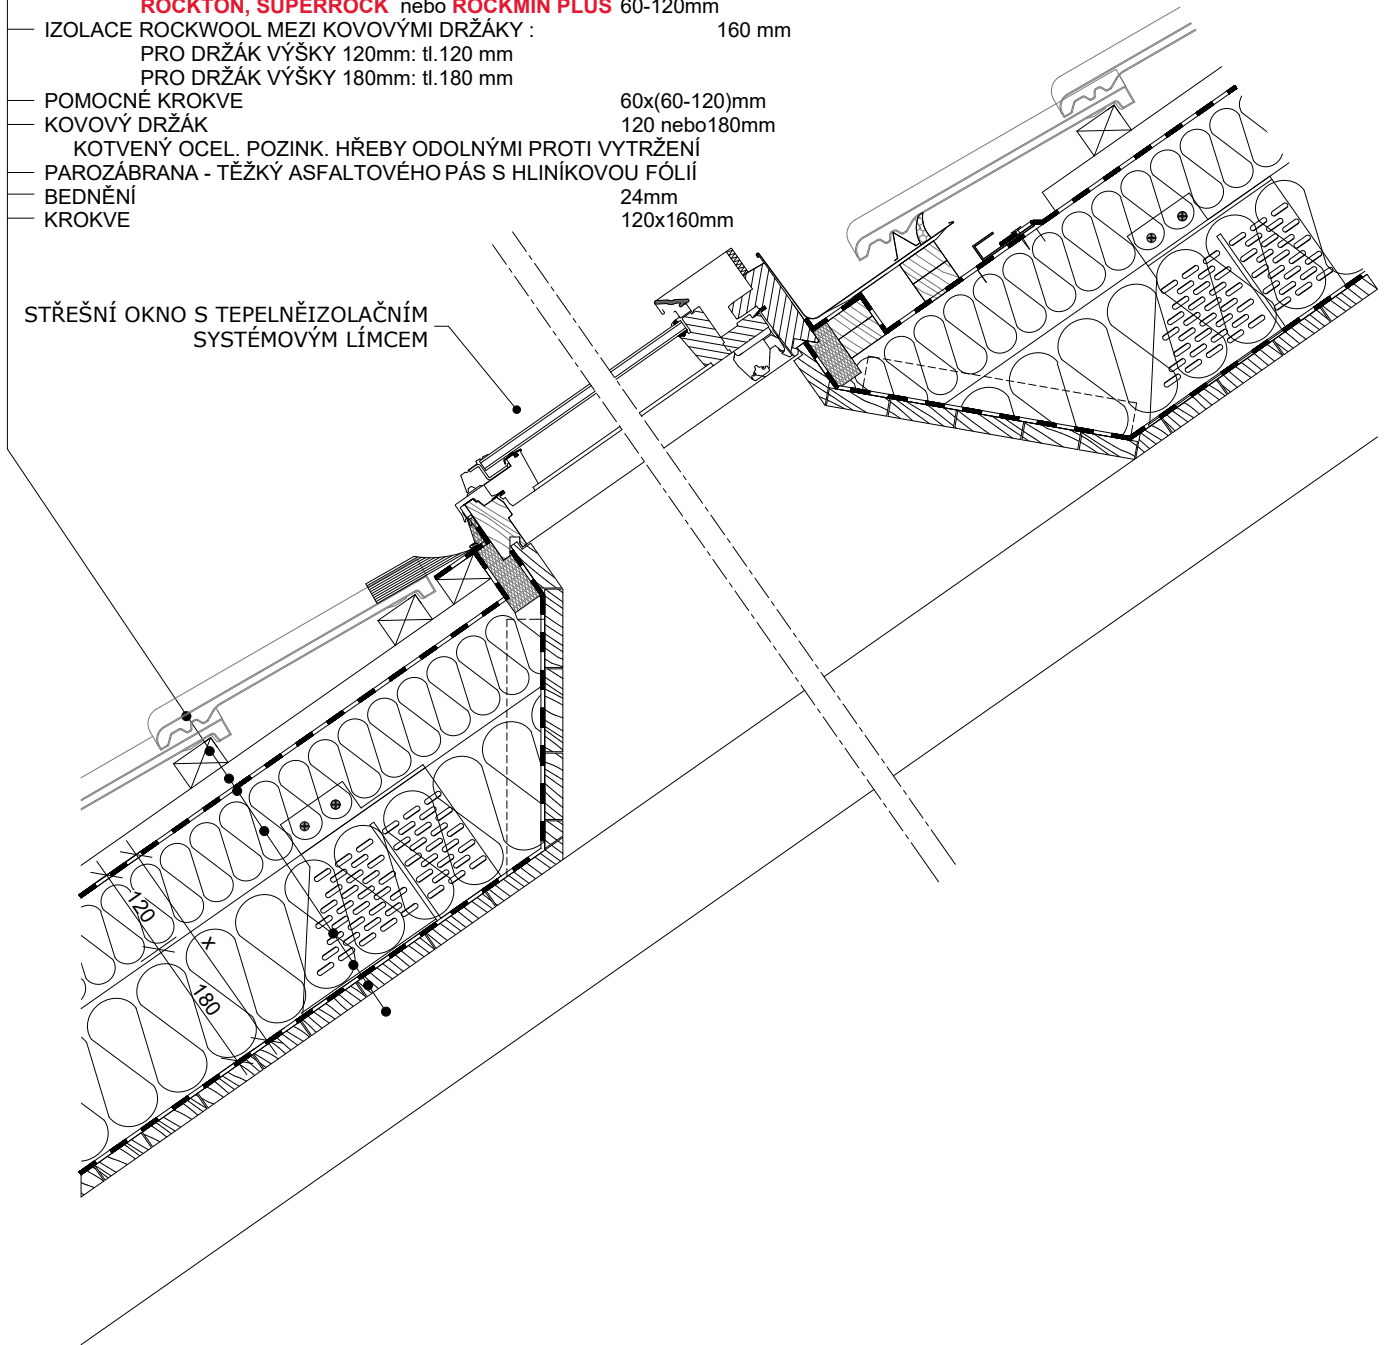 ROCKTON, SUPERROCK nebo ROCKMIN PLUS 60-120mm
IZOLACE ROCKWOOL MEZI KOVOVÝMI DRŽÁKY : 160 mm
PRO DRŽÁK VÝŠKY 120mm: tl.120 mm
PRO DRŽÁK VÝŠKY 180mm: tl.180 mm
POMOCNÉ KROKVE 60x(60-120)mm
KOVOVÝ DRŽÁK 120 nebo180mm
KOTVENÝ OCEL. POZINK. HŘEBY ODOLNÝMI PROTI VYTRŽENÍ
PAROZÁBRANA - TĚŽKÝ ASFALTOVÉHO PÁS S HLINÍKOVOU FÓLIÍ
BEDNĚNÍ 24mm
KROKVE 120x160mm
STŘEŠNÍ OKNO S TEPELNĚIZOLAČNÍM
SYSTÉMOVÝM LÍMCEM
120
x
180